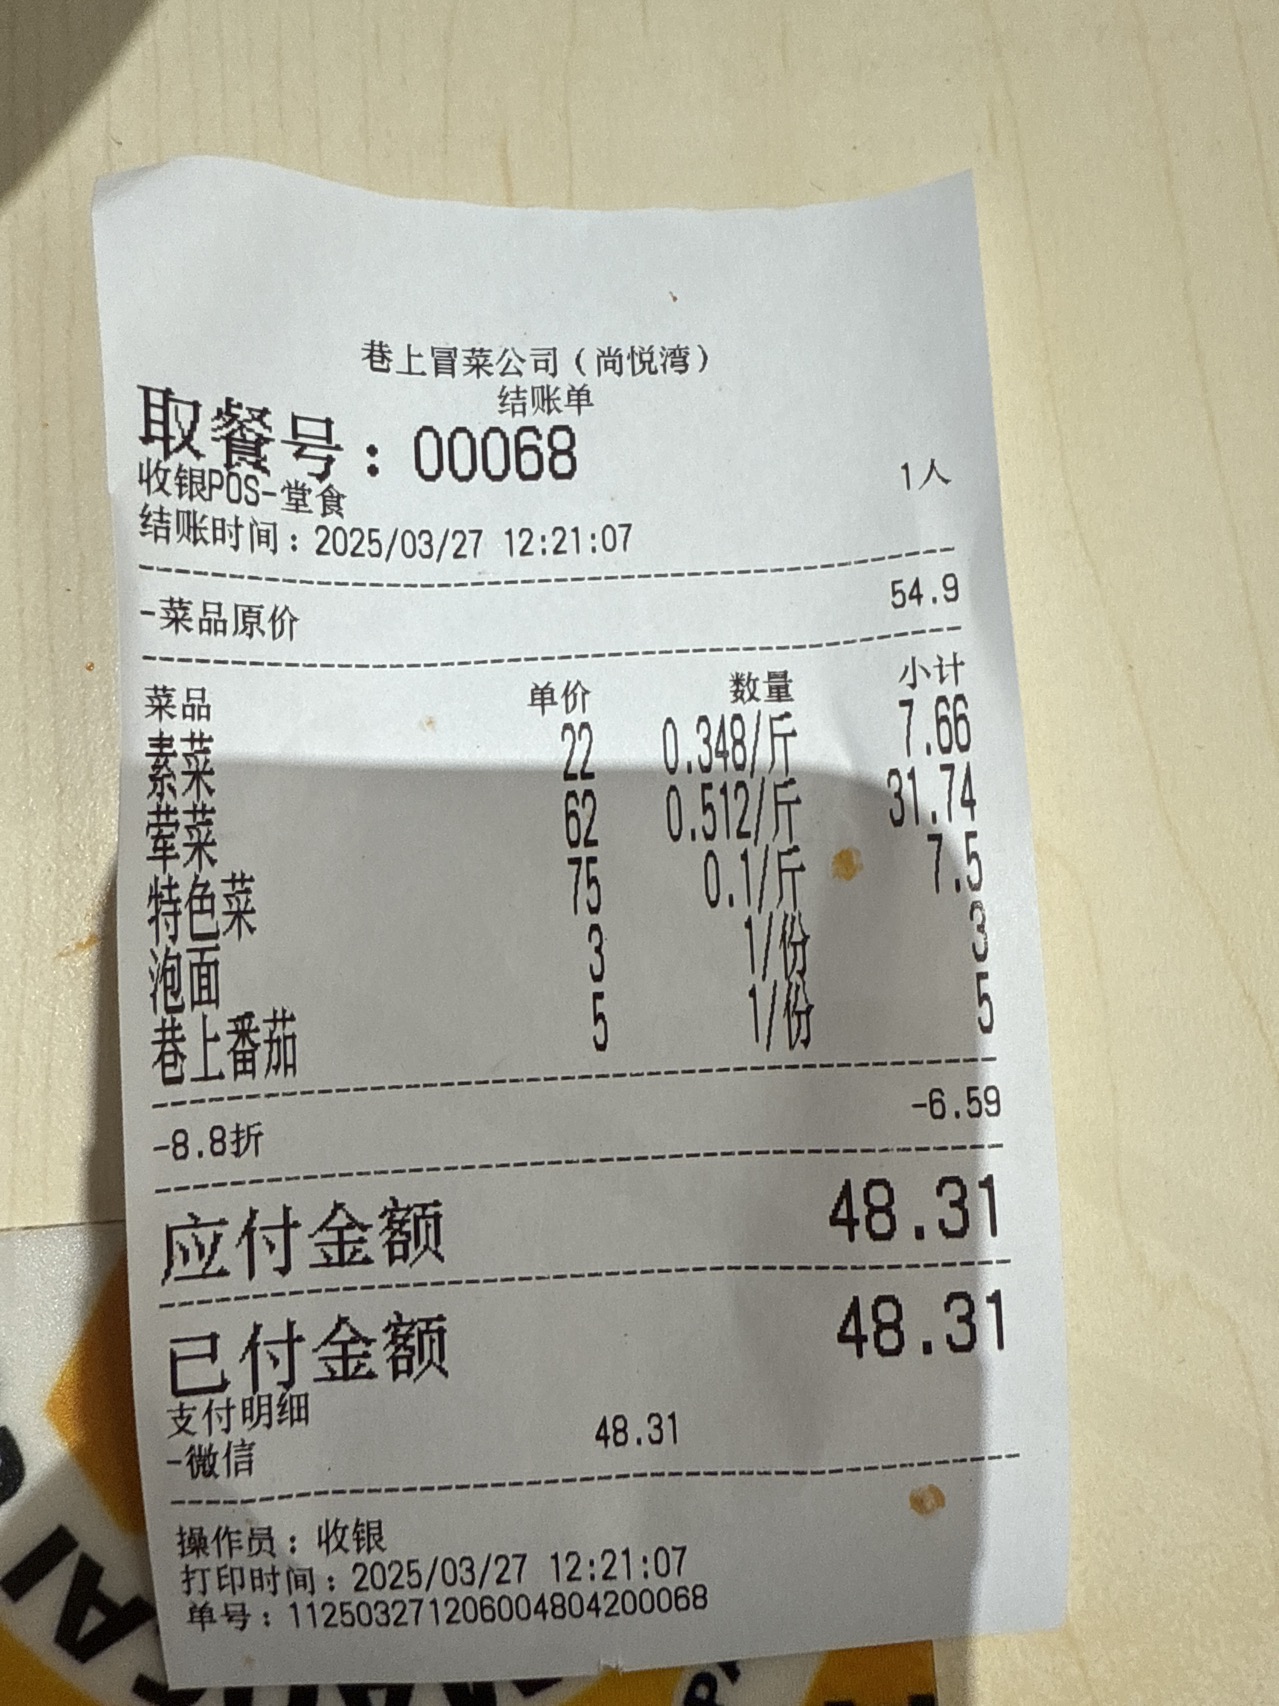 巷上冒菜公司（尚悦湾）
结账单
取餐号：00068
收银POS-堂食 1人
结账时间：2025/03/27 12:21:07
-菜品原价 54.9
菜品 单价 数量 小计
素菜 22 0.348/斤 7.66
荤菜 62 0.512/斤 31.74
特色菜 75 0.1/斤 7.5
泡面 3 1/份 3
巷上番茄 5 1/份 5
-8.8折 -6.59
应付金额 48.31
已付金额 48.31
支付明细
-微信 48.31
操作员：收银
打印时间：2025/03/27 12:21:07
单号：112503271206004804200068